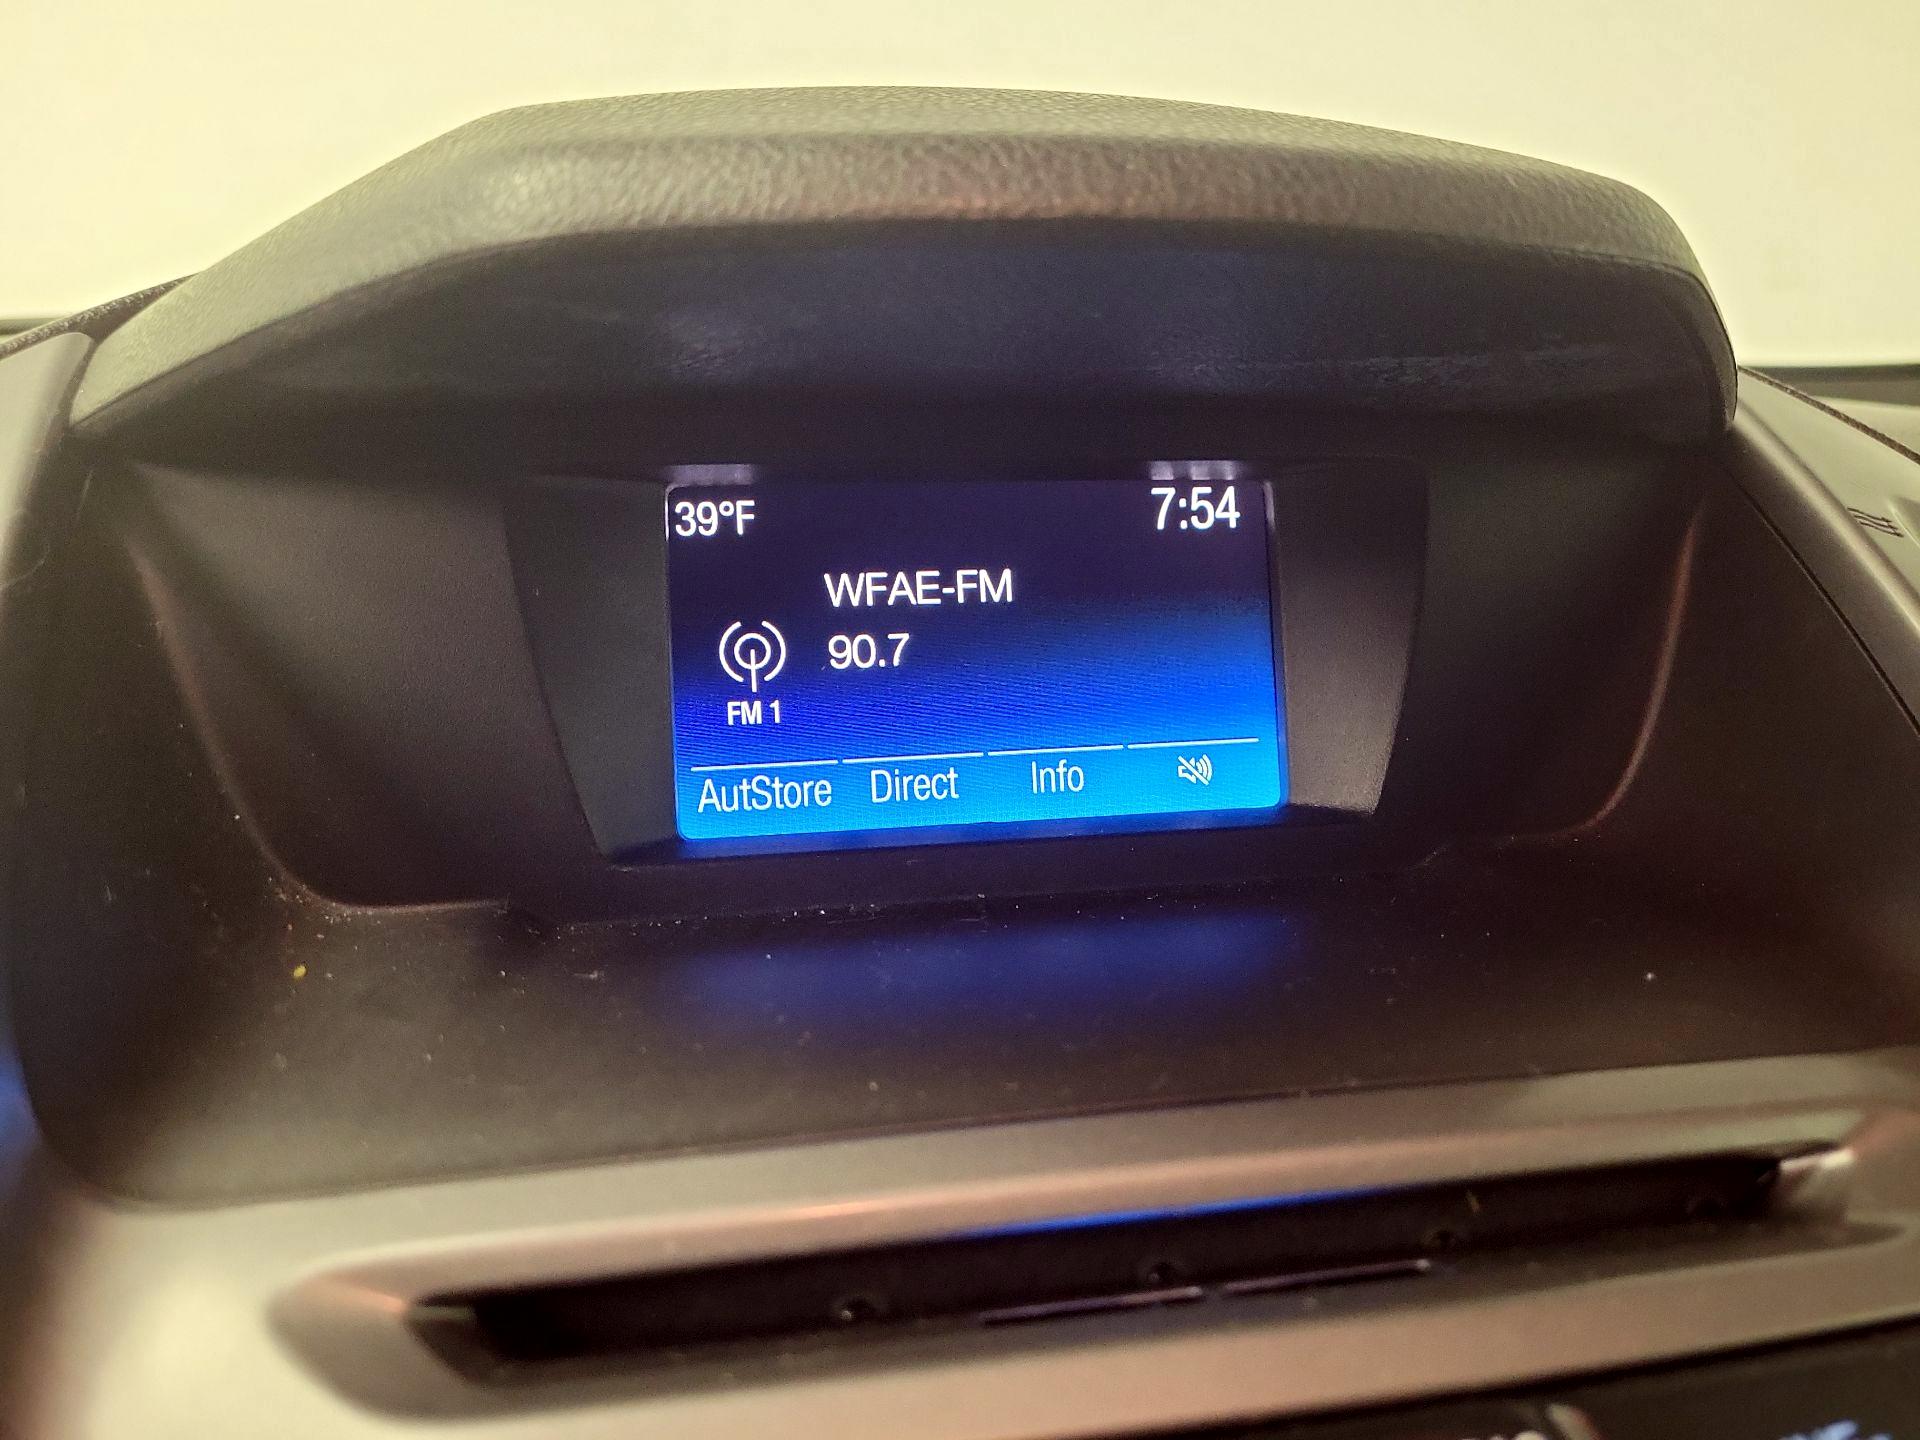 39°F 7:54
WFAE-FM
90.7
FM 1
AutStore Direct Info